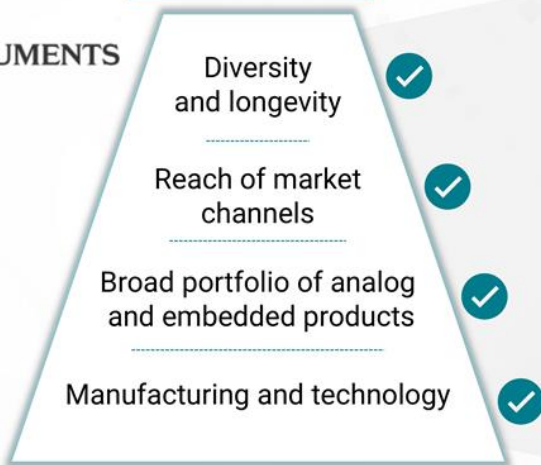 UMENTS
Diversity
and longevity
Reach of market
channels
Broad portfolio of analog
and embedded products
Manufacturing and technology